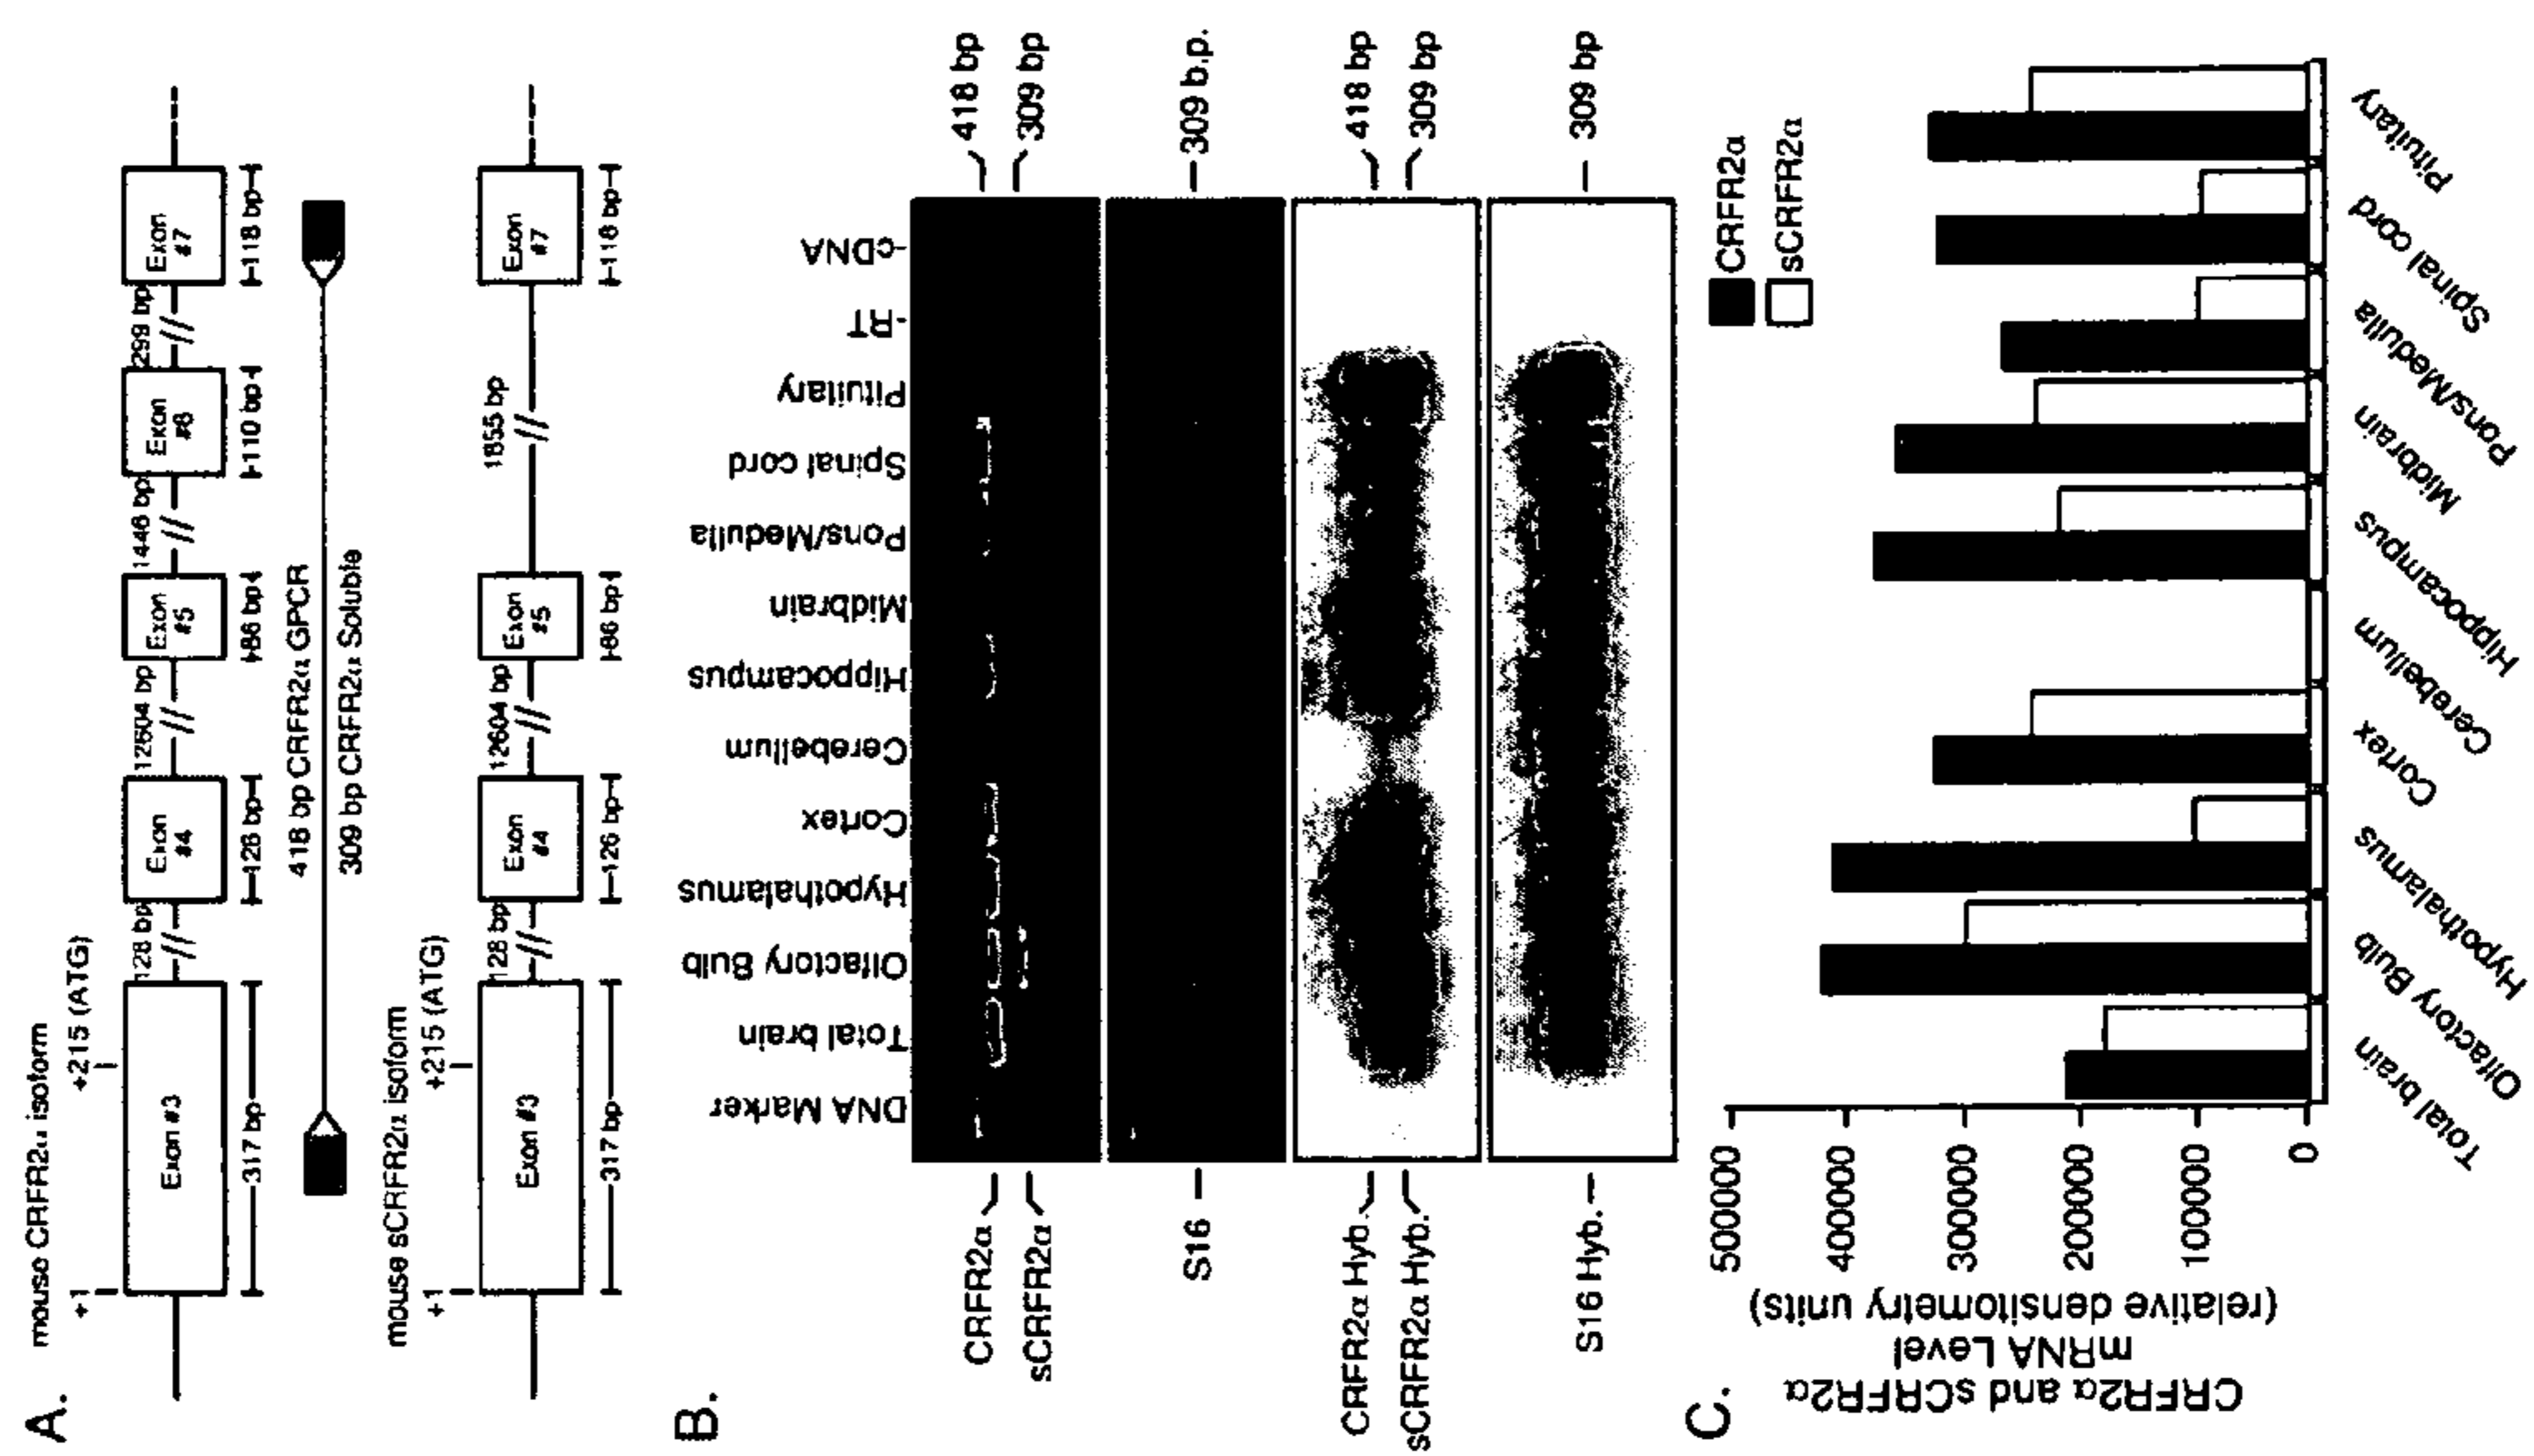 A.
mouse CRFR2α isoform
+1
+215 (ATG)
Exon #3
128 bp
Exon
#4
12604 bp
Exon
#5
1446 bp
Exon
#6
299 bp
Exon
#7
317 bp
126 bp
86 bp
110 bp
118 bp
418 bp CRFR2α GPCR
309 bp CRFR2α Soluble
mouse sCRFR2α isoform
+1
+215 (ATG)
Exon #3
128 bp
Exon
#4
12604 bp
Exon
#5
1855 bp
Exon
#7
317 bp
126 bp
86 bp
118 bp
B.
DNA Marker
Total brain
Olfactory Bulb
Hypothalamus
Cortex
Cerebellum
Hippocampus
Midbrain
Pons/Medulla
Spinal cord
Pituitary
-RT
-cDNA
CRFR2α
418 bp
sCRFR2α
309 bp
S16
309 b.p.
CRFR2α Hyb.
418 bp
sCRFR2α Hyb.
309 bp
S16 Hyb.
309 bp
C.
CRFR2α and sCRFR2α
mRNA Level
(relative densitometry units)
500000
400000
300000
200000
100000
0
CRFR2α
sCRFR2α
Total brain
Olfactory Bulb
Hypothalamus
Cortex
Cerebellum
Hippocampus
Midbrain
Pons/Medulla
Spinal cord
Pituitary